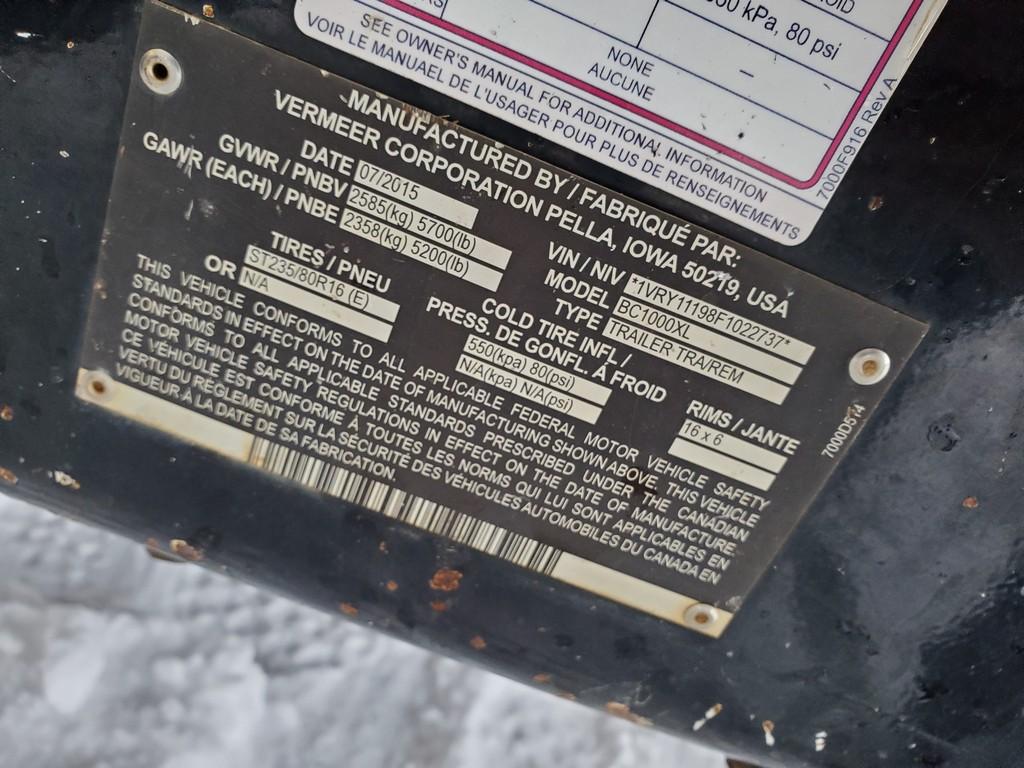 60 kPa, 80 psi
NONE
AUCUNE
–
SEE OWNER'S MANUAL FOR ADDITIONAL INFORMATION
VOIR LE MANUAEL DE L'USAGER POUR PLUS DE RENSEIGNEMENTS
7000F916 Rev A
MANUFACTURED BY / FABRIQUÉ PAR:
VERMEER CORPORATION PELLA, IOWA 50219, USA
DATE 07/2015
GVWR / PNBV 2585(kg) 5700(lb)
GAWR (EACH) / PNBE 2358(kg) 5200(lb)
VIN / NIV *1VRY11198F1022737*
MODEL BC1000XL
TYPE TRAILER TRA/REM
TIRES / PNEU
ST235/80R16 (E)
OR N/A
COLD TIRE INFL /
PRESS. DE GONFL. À FROID
550(kpa) 80(psi)
N/A(kpa) N/A(psi)
RIMS / JANTE
16 x 6
THIS VEHICLE CONFORMS TO ALL APPLICABLE FEDERAL MOTOR VEHICLE SAFETY
STANDARDS IN EFFECT ON THE DATE OF MANUFACTURING SHOWN ABOVE. THIS VEHICLE
CONFORMS TO ALL APPLICABLE STANDARDS PRESCRIBED UNDER THE CANADIAN
MOTOR VEHICLE SAFETY REGULATIONS IN EFFECT ON THE DATE OF MANUFACTURE.
CE VÉHICULE EST CONFORME À TOUTES LES NORMES QUI LUI SONT APPLICABLES EN
VERTU DU RÈGLEMENT SUR LA SÉCURITÉ DES VÉHICULES AUTOMOBILES DU CANADA EN
VIGUEUR À LA DATE DE SA FABRICATION.